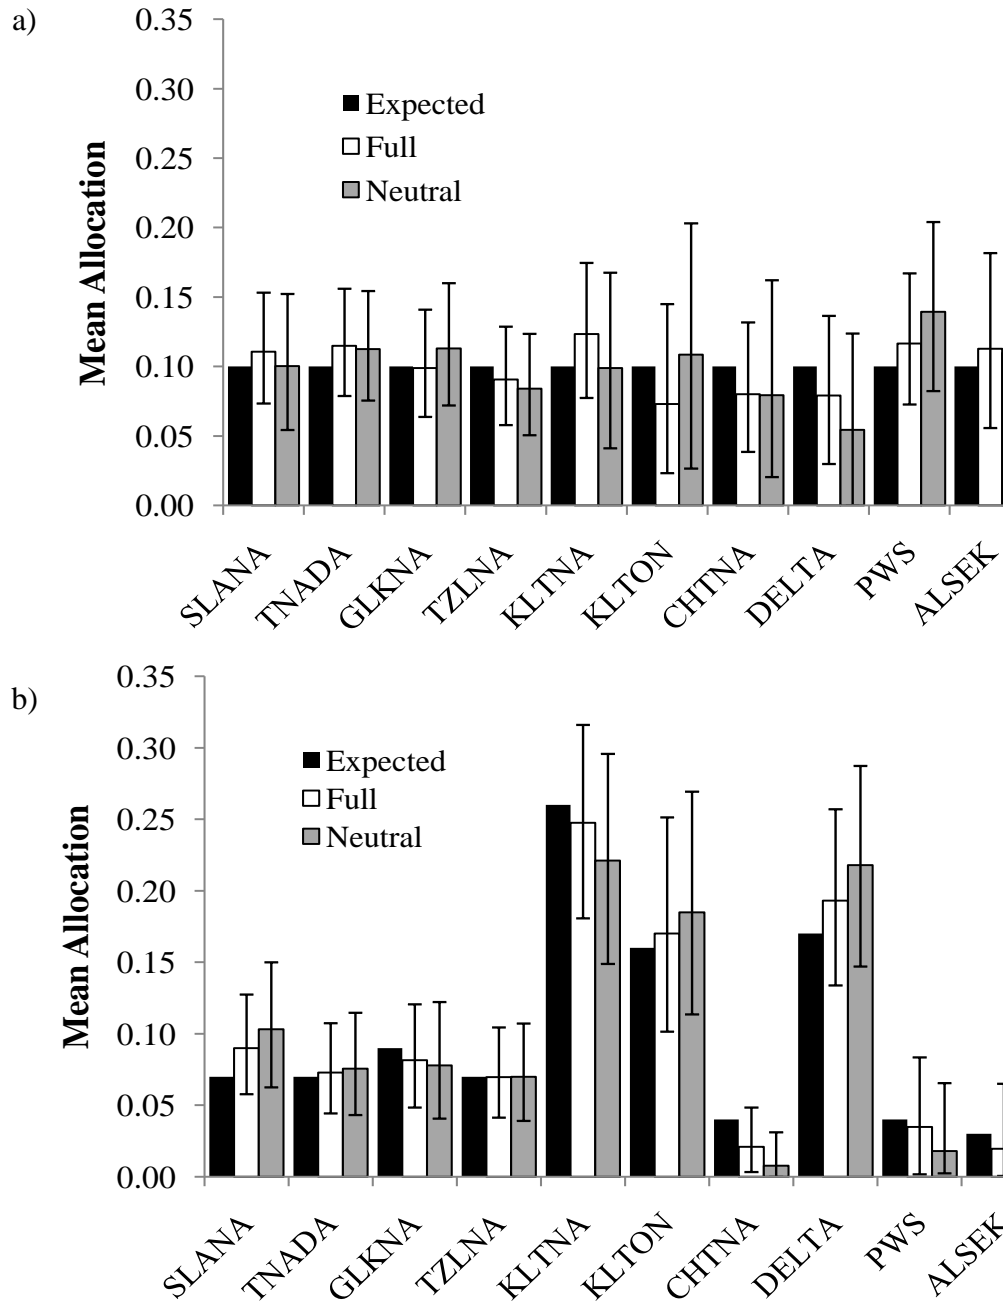 a)
0.35
0.30
0.25
0.20
0.15
0.10
0.05
0.00
Mean Allocation
Expected
Full
Neutral
SLANA
TNADA
GLKNA
TZLNA
KLTNA
KLTON
CHTNA
DELTA
PWS
ALSEK
b)
0.35
0.30
0.25
0.20
0.15
0.10
0.05
0.00
Mean Allocation
Expected
Full
Neutral
SLANA
TNADA
GLKNA
TZLNA
KLTNA
KLTON
CHTNA
DELTA
PWS
ALSEK